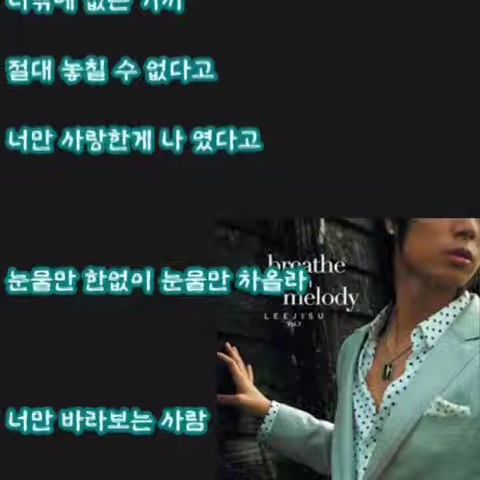 절대 놓칠 수 없다고
너만 사랑한게 나 였다고
눈물만 한없이 눈물만 차올라
breathe
melody
LEEJISU
Vol.1
너만 바라보는 사람